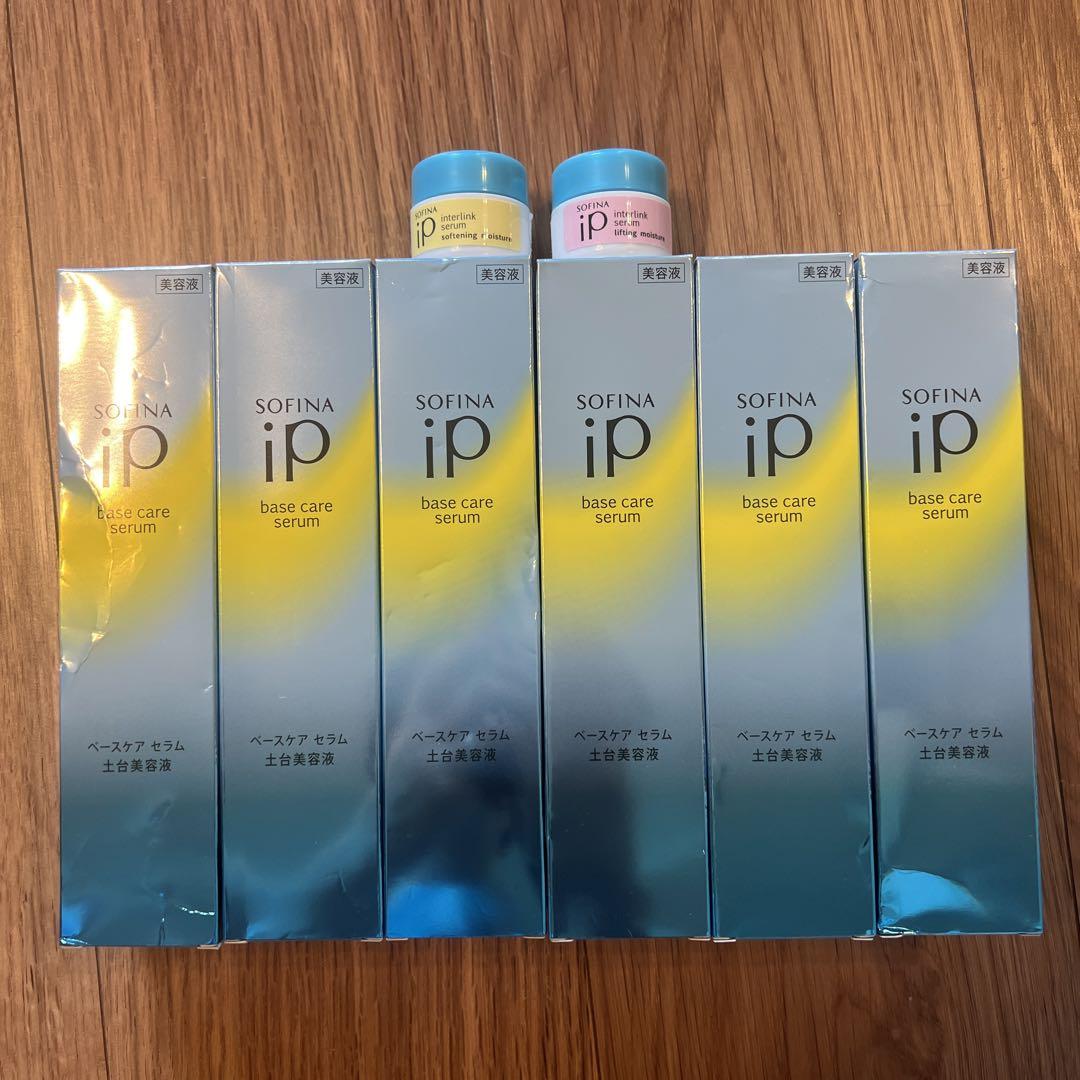 SOFINA
iP
interlink
serum
softening moisture
SOFINA
iP
interlink
serum
lifting moisture
美容液
SOFINA
iP
base care
serum
ベースケア セラム
土台美容液
美容液
SOFINA
iP
base care
serum
ベースケア セラム
土台美容液
美容液
SOFINA
iP
base care
serum
ベースケア セラム
土台美容液
美容液
SOFINA
iP
base care
serum
ベースケア セラム
土台美容液
美容液
SOFINA
iP
base care
serum
ベースケア セラム
土台美容液
美容液
SOFINA
iP
base care
serum
ベースケア セラム
土台美容液